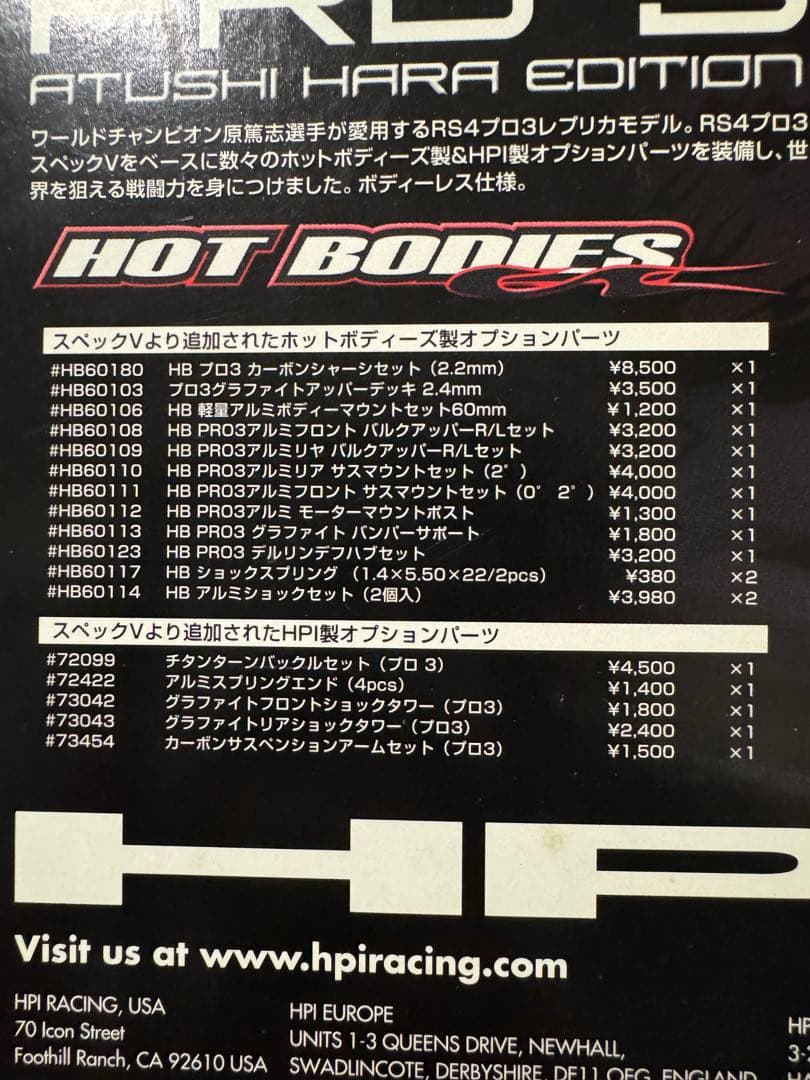 PRO 3
ATUSHI HARA EDITION
ワールドチャンピオン原篤志選手が愛用するRS4プロ3レプリカモデル。RS4プロ3
スペックVをベースに数々のホットボディーズ製&HPI製オプションパーツを装備し、世
界を狙える戦闘力を身につけました。ボディーレス仕様。
HOT BODIES
スペックVより追加されたホットボディーズ製オプションパーツ
#HB60180 HB プロ3 カーボンシャーシセット（2.2mm） ¥8,500 ×1
#HB60103 プロ3グラファイトアッパーデッキ 2.4mm ¥3,500 ×1
#HB60106 HB 軽量アルミボディーマウントセット60mm ¥1,200 ×1
#HB60108 HB PRO3アルミフロント バルクアッパーR/Lセット ¥3,200 ×1
#HB60109 HB PRO3アルミリヤ バルクアッパーR/Lセット ¥3,200 ×1
#HB60110 HB PRO3アルミリア サスマウントセット（2°） ¥4,000 ×1
#HB60111 HB PRO3アルミフロント サスマウントセット（0° 2°） ¥4,000 ×1
#HB60112 HB PRO3アルミ モーターマウントポスト ¥1,300 ×1
#HB60113 HB PRO3 グラファイト バンパーサポート ¥1,800 ×1
#HB60123 HB PRO3 デルリンデフハブセット ¥3,200 ×1
#HB60117 HB ショックスプリング （1.4×5.50×22/2pcs） ¥380 ×2
#HB60114 HB アルミショックセット（2個入） ¥3,980 ×2
スペックVより追加されたHPI製オプションパーツ
#72099 チタンターンバックルセット（プロ 3） ¥4,500 ×1
#72422 アルミスプリングエンド（4pcs） ¥1,400 ×1
#73042 グラファイトフロントショックタワー（プロ3） ¥1,800 ×1
#73043 グラファイトリアショックタワー（プロ3） ¥2,400 ×1
#73454 カーボンサスペンションアームセット（プロ3） ¥1,500 ×1
HP
Visit us at www.hpiracing.com
HPI RACING, USA
70 Icon Street
Foothill Ranch, CA 92610 USA
HPI EUROPE
UNITS 1-3 QUEENS DRIVE, NEWHALL,
SWADLINCOTE, DERBYSHIRE, DE11 OEG, ENGLAND
HP
3-